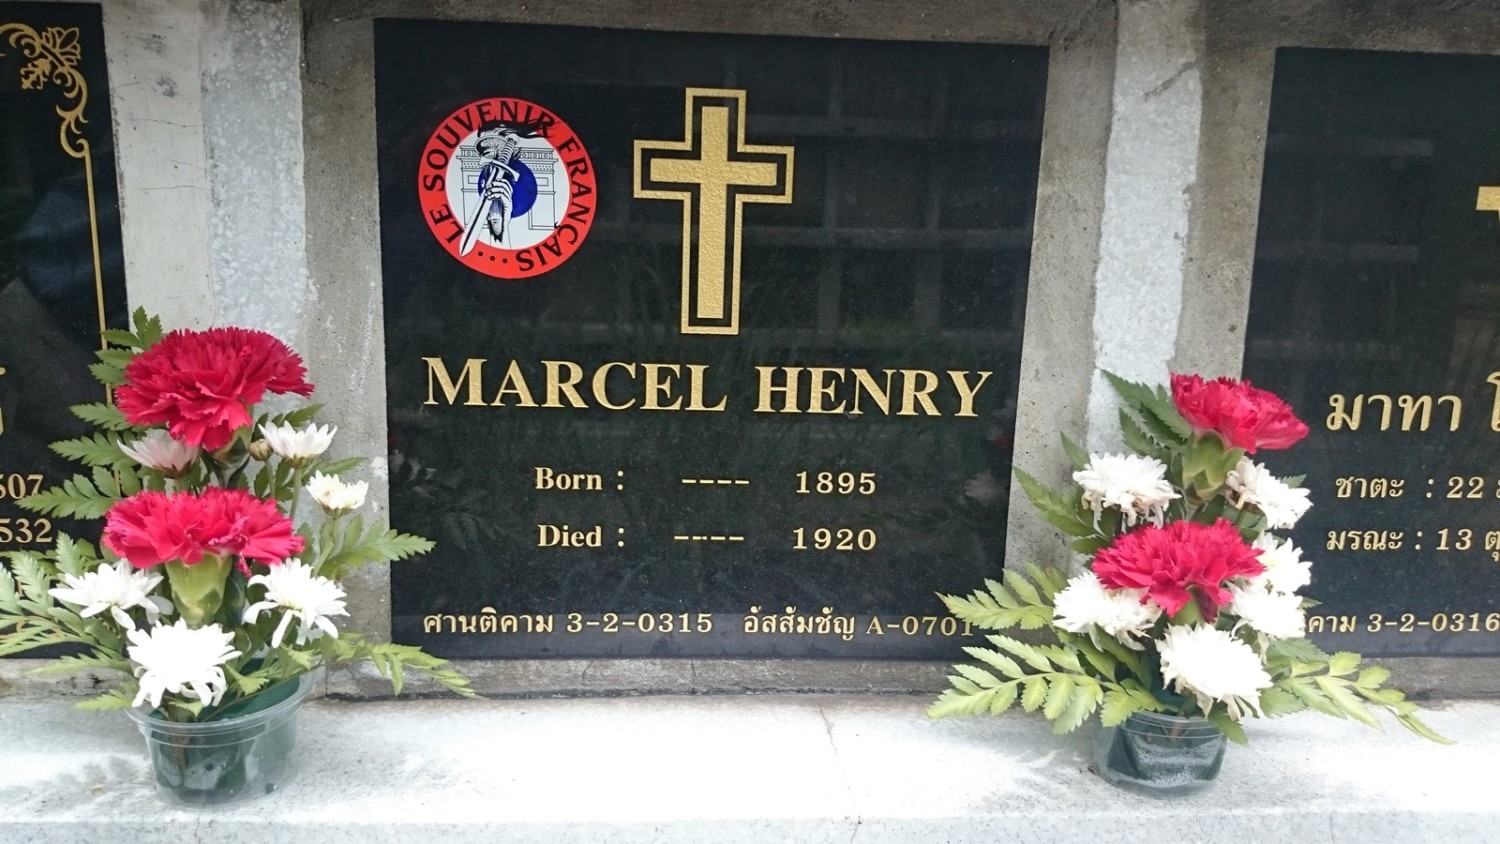 LE SOUVENIR FRANÇAIS...
MARCEL HENRY
Born : ---- 1895
Died : ---- 1920
ศานติคาม 3-2-0315 อัสสัมชัญ A-0701
507
532
มาทา
ชาตะ : 22
มรณะ : 13
คาม 3-2-0316